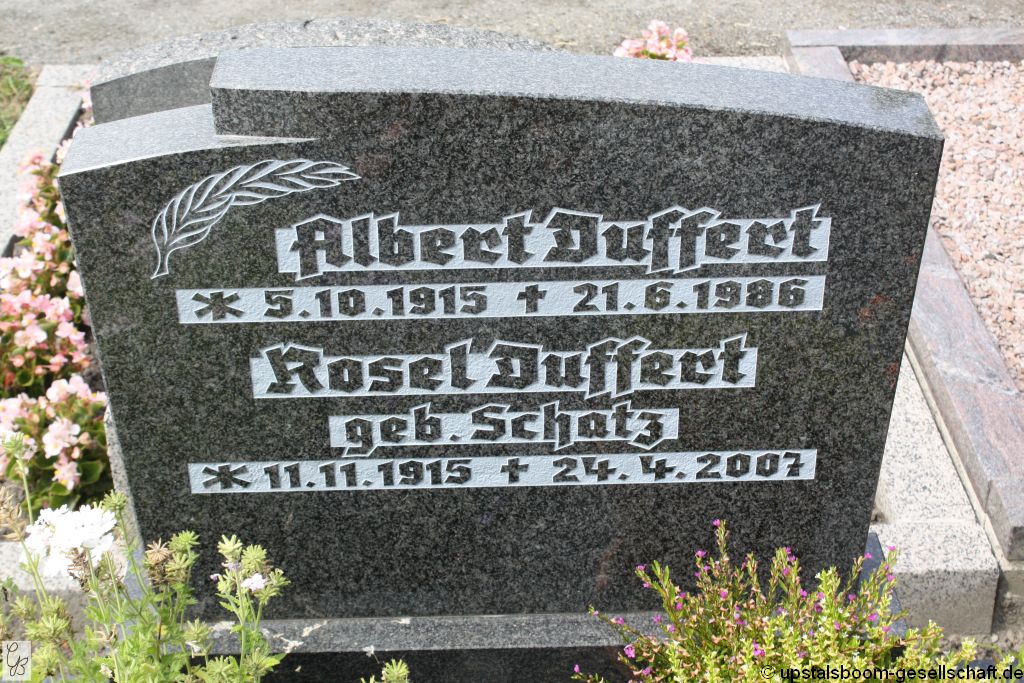 Albert Duffert
* 5.10.1915 ✝ 21.6.1986
Rosel Duffert
geb. Schatz
* 11.11.1915 ✝ 24.4.2007
© upstalsboom-gesellschaft.de